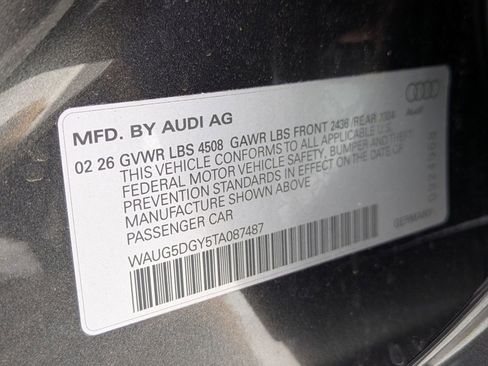 Audi
MFD. BY AUDI AG
02 26 GVWR LBS 4508 GAWR LBS FRONT 2436 /REAR
THIS VEHICLE CONFORMS TO ALL APPLICABLE U.S.
FEDERAL MOTOR VEHICLE SAFETY, BUMPER AND THEFT
PREVENTION STANDARDS IN EFFECT ON THE DATE OF
MANUFACTURE SHOWN ABOVE
PASSENGER CAR
WAUG5DGY5TA087487
GERMANY